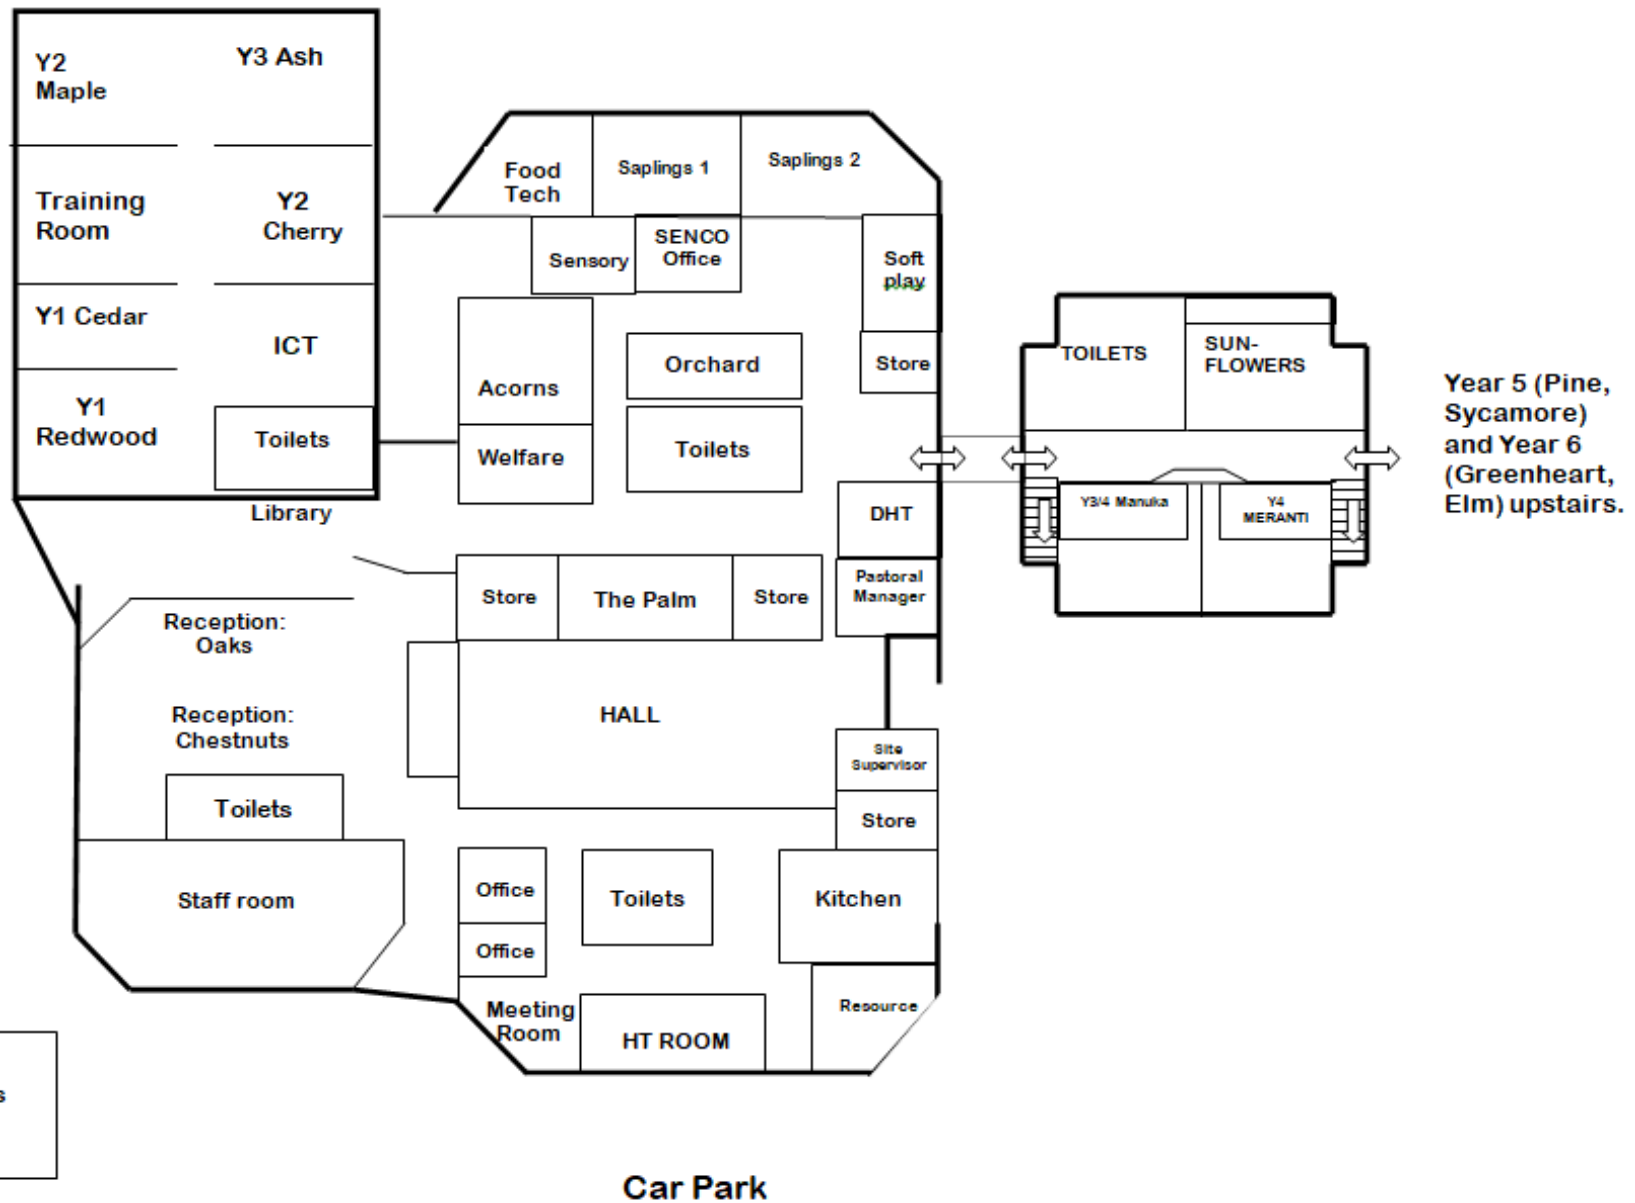 Y2
Maple
Y3 Ash
Training
Room
Y2
Cherry
Y1 Cedar
ICT
Y1
Redwood
Toilets
Library
Food
Tech
Saplings 1
Saplings 2
Sensory
SENCO
Office
Soft
play
Store
Acorns
Orchard
Welfare
Toilets
DHT
Pastoral
Manager
Store
The Palm
Store
Reception:
Oaks
Reception:
Chestnuts
HALL
Site
Supervisor
Store
Toilets
Staff room
Office
Office
Toilets
Kitchen
Meeting
Room
HT ROOM
Resource
TOILETS
SUN-
FLOWERS
Y3/4 Manuka
Y4
MERANTI
Year 5 (Pine,
Sycamore)
and Year 6
(Greenheart,
Elm) upstairs.
s
Car Park